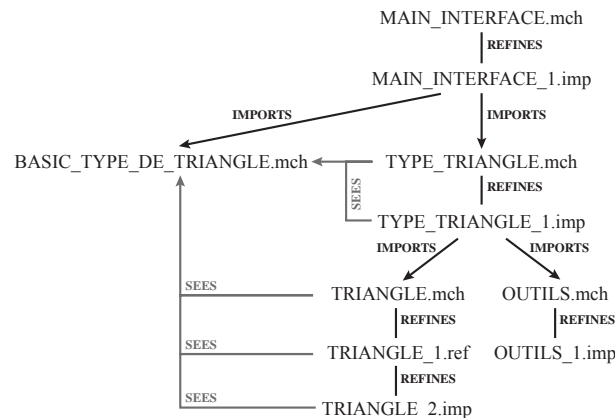 MAIN_INTERFACE.mch
REFINES
MAIN_INTERFACE_1.imp
IMPORTS
IMPORTS
BASIC_TYPE_DE_TRIANGLE.mch
TYPE_TRIANGLE.mch
SEES
REFINES
TYPE_TRIANGLE_1.imp
IMPORTS
IMPORTS
SEES
TRIANGLE.mch
OUTILS.mch
REFINES
REFINES
SEES
TRIANGLE_1.ref
OUTILS_1.imp
REFINES
SEES
TRIANGLE_2.imp